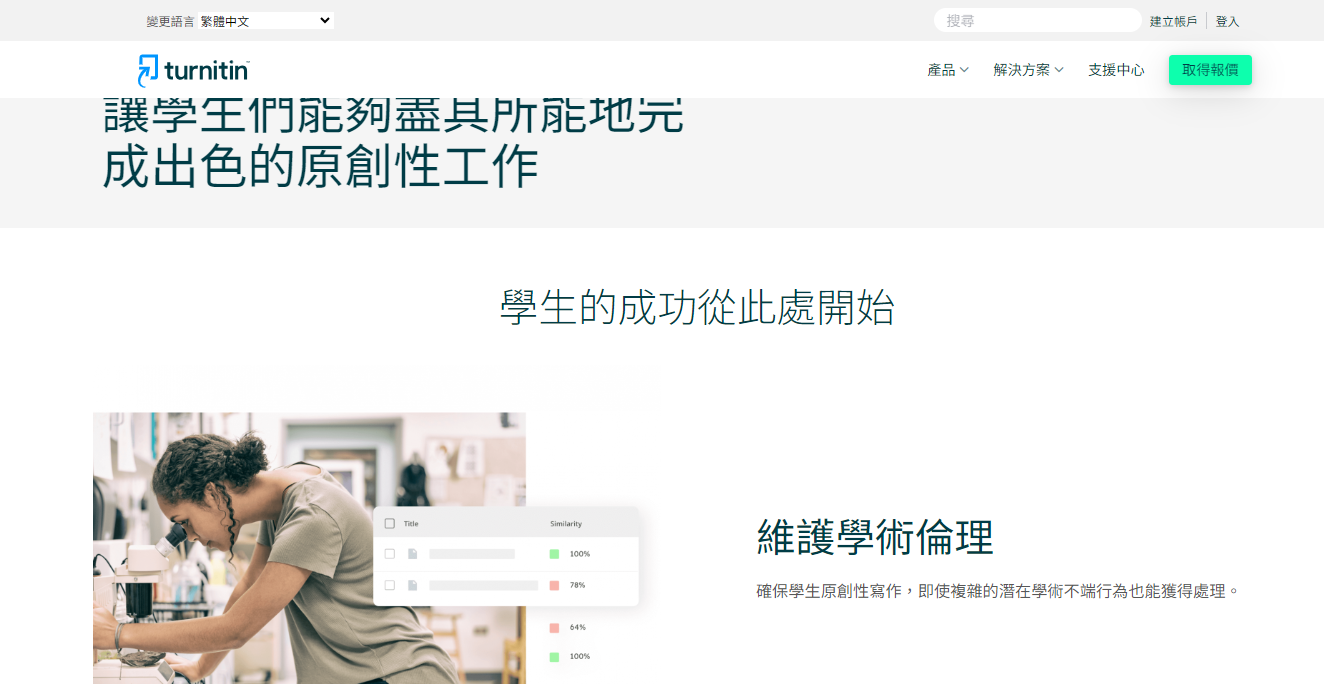 變更語言 繁體中文 搜尋 建立帳戶 登入
turnitin 產品 解決方案 支援中心 取得報價
讓學生們能夠盡其所能地完
成出色的原創性工作
學生的成功從此處開始
Title Similarity
100%
78%
64%
100%
維護學術倫理
確保學生原創性寫作，即使複雜的潛在學術不端行為也能獲得處理。